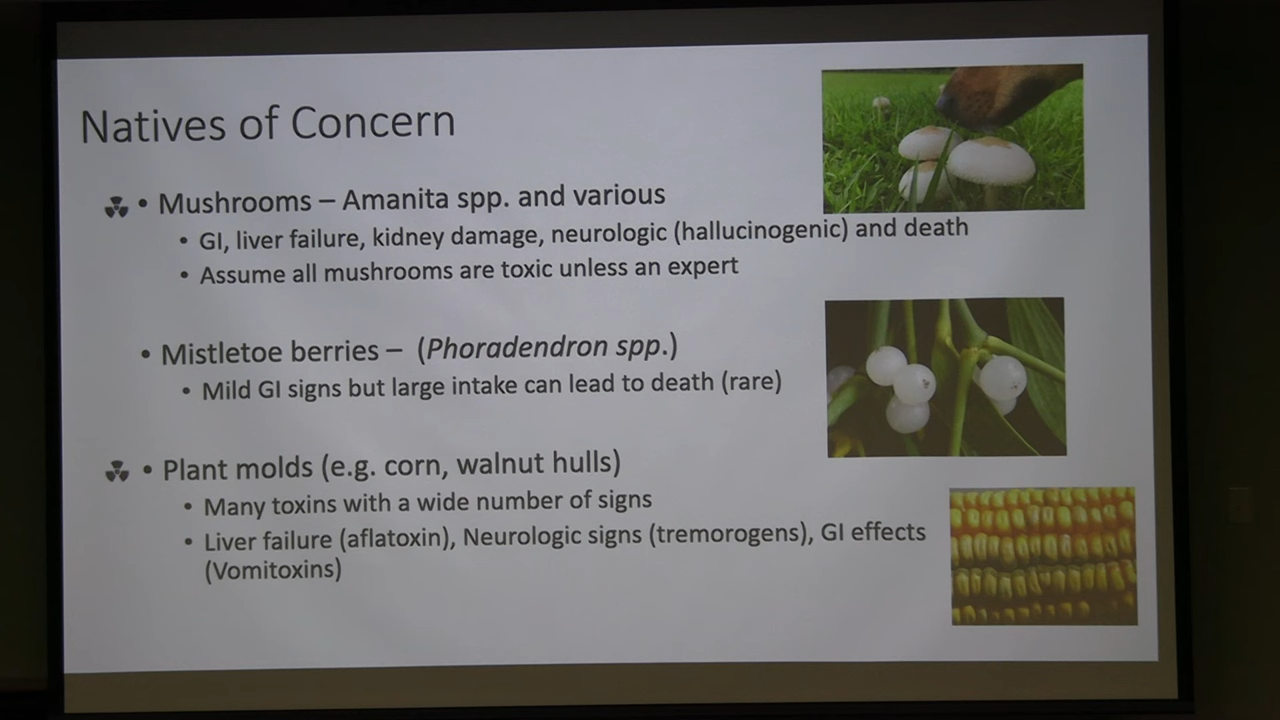 Natives of Concern
• Mushrooms – Amanita spp. and various
• GI, liver failure, kidney damage, neurologic (hallucinogenic) and death
• Assume all mushrooms are toxic unless an expert
• Mistletoe berries – (Phoradendron spp.)
• Mild GI signs but large intake can lead to death (rare)
• Plant molds (e.g. corn, walnut hulls)
• Many toxins with a wide number of signs
• Liver failure (aflatoxin), Neurologic signs (tremorogens), GI effects
(Vomitoxins)